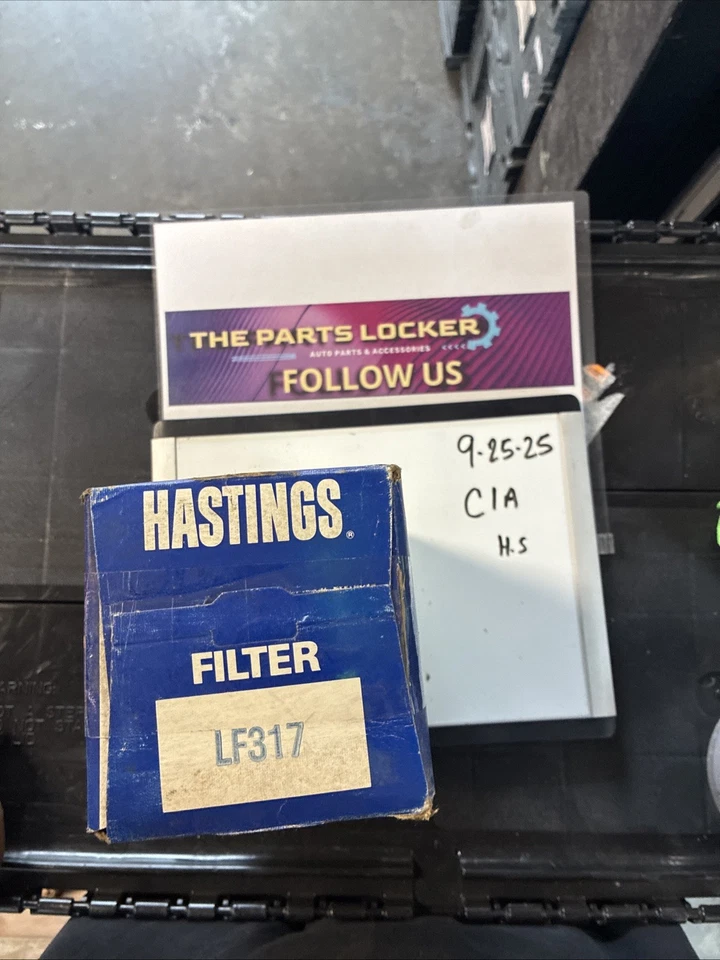 THE PARTS LOCKER
AUTO PARTS & ACCESSORIES
FOLLOW US
9-25-25
C1A
H.S
HASTINGS®
FILTER
LF317